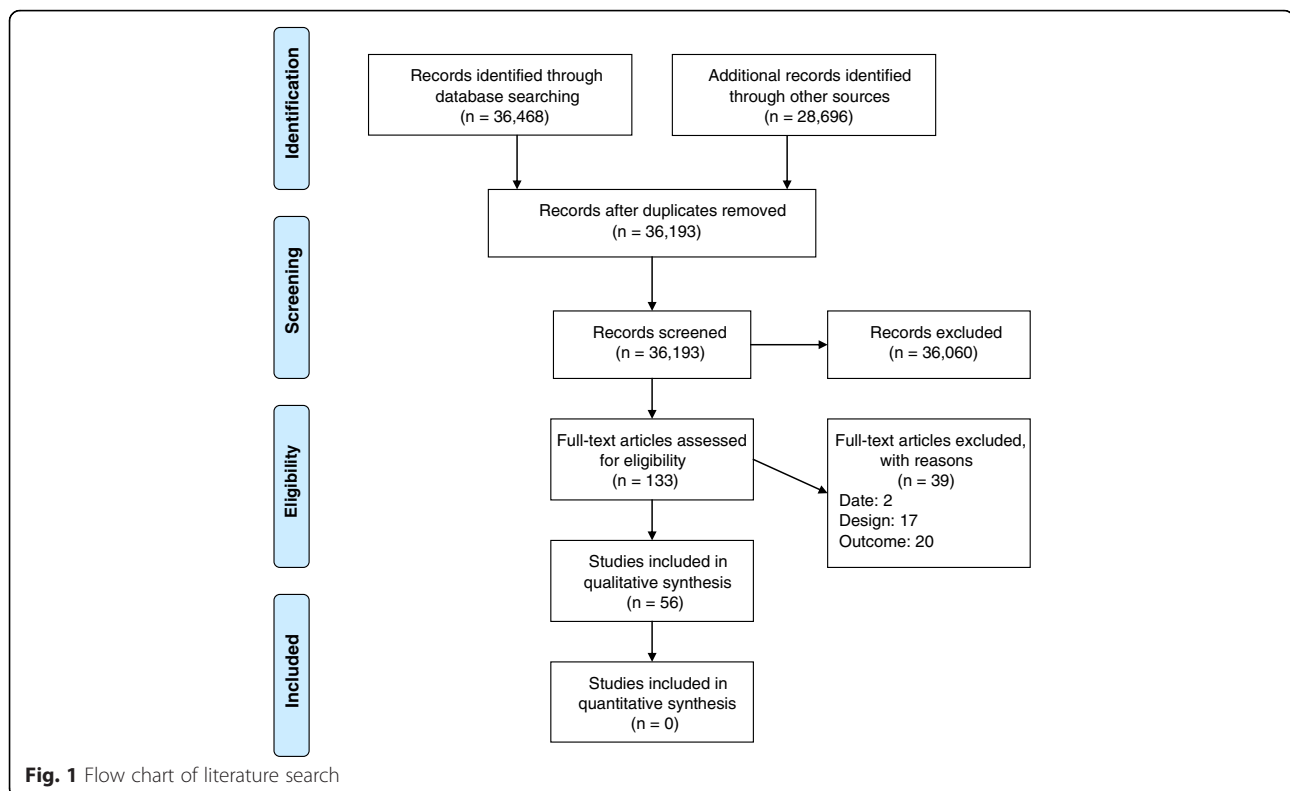 Identification
Records identified through
database searching
(n = 36,468)
Additional records identified
through other sources
(n = 28,696)
Records after duplicates removed
(n = 36,193)
Screening
Records screened
(n = 36,193)
Records excluded
(n = 36,060)
Eligibility
Full-text articles assessed
for eligibility
(n = 133)
Full-text articles excluded,
with reasons
(n = 39)
Date: 2
Design: 17
Outcome: 20
Studies included in
qualitative synthesis
(n = 56)
Included
Studies included in
quantitative synthesis
(n = 0)
Fig. 1 Flow chart of literature search